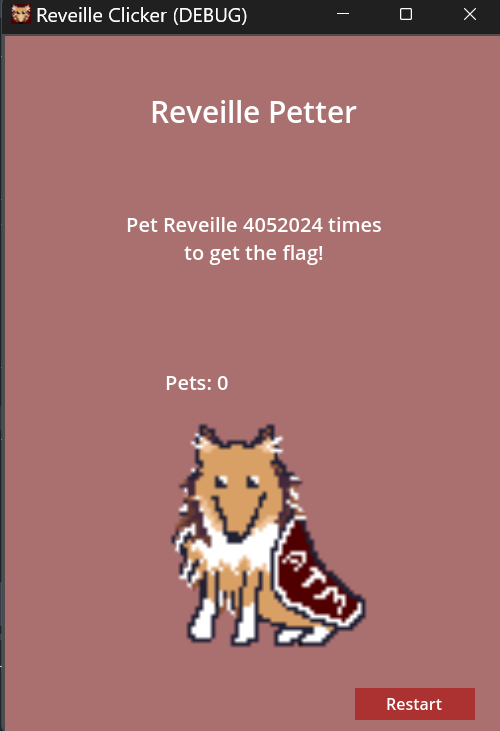 Reveille Clicker (DEBUG)
Reveille Petter
Pet Reveille 4052024 times
to get the flag!
Pets: 0
ATM
Restart